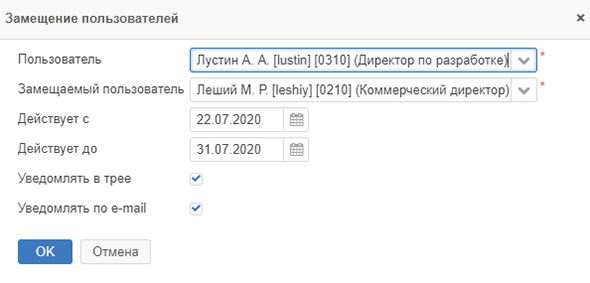 Замещение пользователей
Пользователь Лустин А. А. [lustin] [0310] (Директор по разработке) *
Замещаемый пользователь Леший М. Р. [leshiy] [0210] (Коммерческий директор) *
Действует с 22.07.2020
Действует до 31.07.2020
Уведомлять в трее
Уведомлять по e-mail
OK Отмена